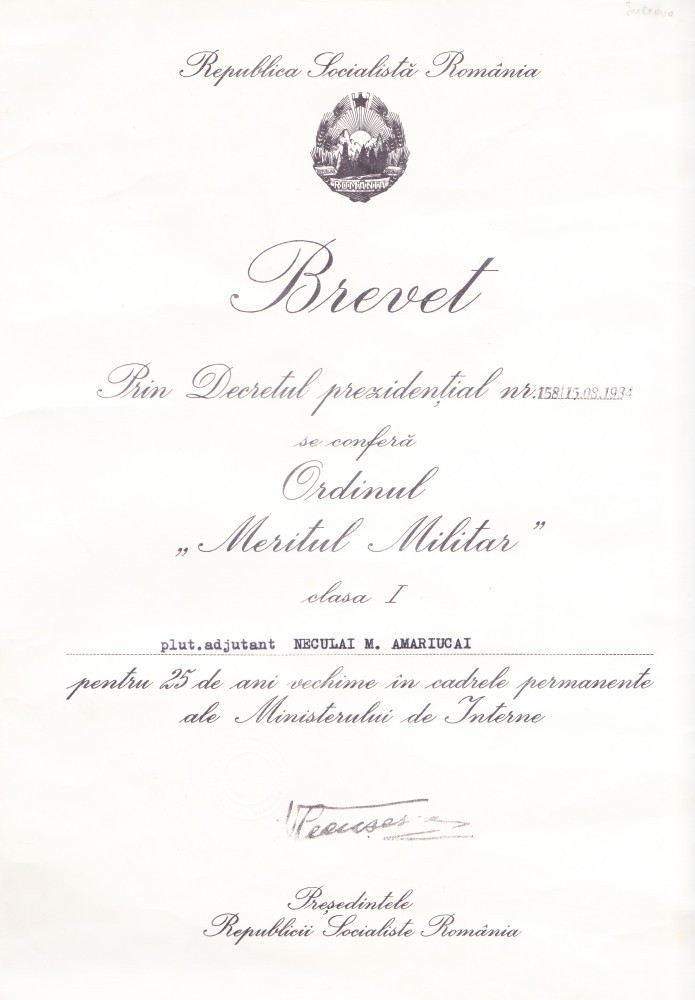 Suceava
Republica Socialistă România
ROMÂNIA
Brevet
Prin Decretul prezidențial nr. 158/15.08.1984
se conferă
Ordinul
„Meritul Militar”
clasa I
plut.adjutant NECULAI M. AMARIUCAI
pentru 25 de ani vechime în cadrele permanente
ale Ministerului de Interne
Președintele
Republicii Socialiste România